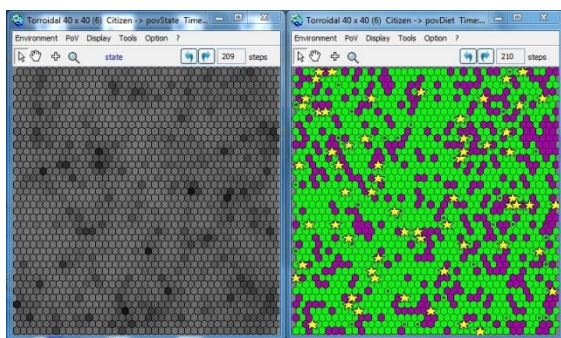 Torroidal 40 x 40 (6) Citizen -> povState Time...
Environment PoV Display Tools Option ?
state 209 steps
Torroidal 40 x 40 (6) Citizen -> povDiet Time:...
Environment PoV Display Tools Option ?
210 steps